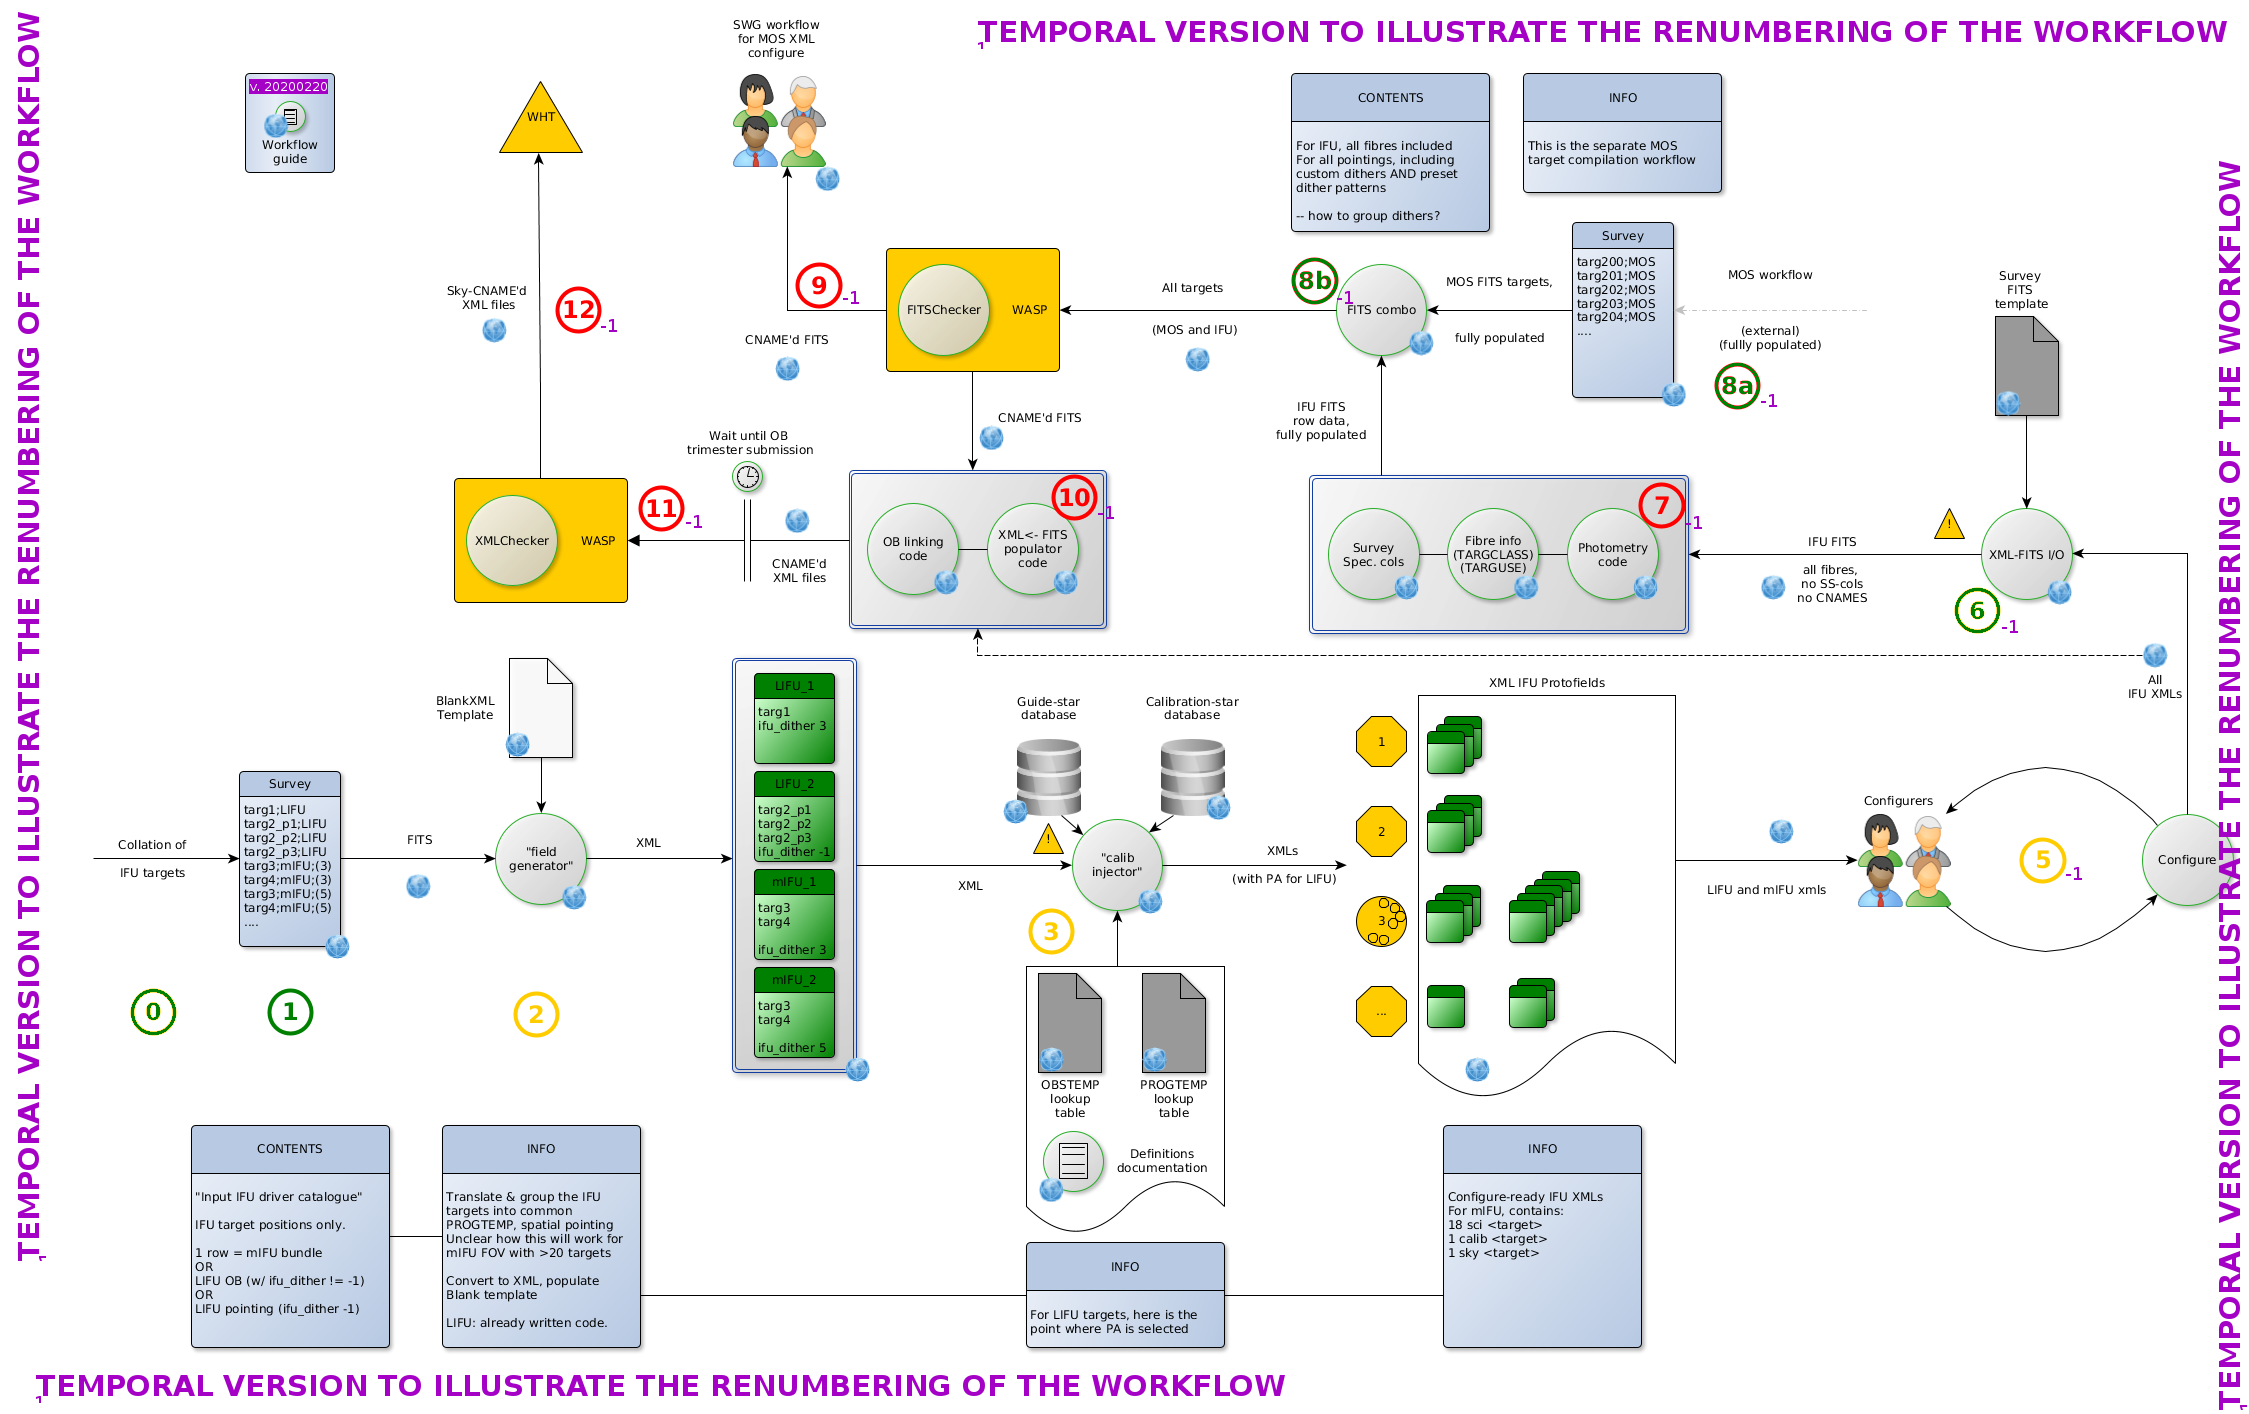 TEMPORAL VERSION TO ILLUSTRATE THE RENUMBERING OF THE WORKFLOW
1
TEMPORAL VERSION TO ILLUSTRATE THE RENUMBERING OF THE WORKFLOW
1
v. 20200220
Workflow
guide
WHT
Sky-CNAME'd
XML files
12
-1
SWG workflow
for MOS XML
configure
9
-1
CNAME'd FITS
FITSChecker
WASP
CNAME'd FITS
All targets
(MOS and IFU)
8b
-1
FITS combo
CONTENTS
For IFU, all fibres included
For all pointings, including
custom dithers AND preset
dither patterns
-- how to group dithers?
INFO
This is the separate MOS
target compilation workflow
MOS FITS targets,
fully populated
Survey
targ200;MOS
targ201;MOS
targ202;MOS
targ203;MOS
targ204;MOS
....
MOS workflow
(external)
(fullly populated)
8a
-1
Survey
FITS
template
IFU FITS
row data,
fully populated
Wait until OB
trimester submission
XMLChecker
WASP
11
-1
CNAME'd
XML files
OB linking
code
XML<- FITS
populator
code
10
-1
Survey
Spec. cols
Fibre info
(TARGCLASS)
(TARGUSE)
Photometry
code
7
-1
IFU FITS
all fibres,
no SS-cols
no CNAMES
!
XML-FITS I/O
6
-1
All
IFU XMLs
Collation of
IFU targets
0
Survey
targ1;LIFU
targ2_p1;LIFU
targ2_p2;LIFU
targ2_p3;LIFU
targ3;mIFU;(3)
targ4;mIFU;(3)
targ3;mIFU;(5)
targ4;mIFU;(5)
....
1
FITS
BlankXML
Template
"field
generator"
2
XML
LIFU_1
targ1
ifu_dither 3
LIFU_2
targ2_p1
targ2_p2
targ2_p3
ifu_dither -1
mIFU_1
targ3
targ4
ifu_dither 3
mIFU_2
targ3
targ4
ifu_dither 5
XML
Guide-star
database
Calibration-star
database
!
"calib
injector"
3
OBSTEMP
lookup
table
PROGTEMP
lookup
table
Definitions
documentation
XMLs
(with PA for LIFU)
XML IFU Protofields
1
2
3
...
LIFU and mIFU xmls
Configurers
5
-1
Configure
CONTENTS
"Input IFU driver catalogue"
IFU target positions only.
1 row = mIFU bundle
OR
LIFU OB (w/ ifu_dither != -1)
OR
LIFU pointing (ifu_dither -1)
INFO
Translate & group the IFU
targets into common
PROGTEMP, spatial pointing
Unclear how this will work for
mIFU FOV with >20 targets
Convert to XML, populate
Blank template
LIFU: already written code.
INFO
For LIFU targets, here is the
point where PA is selected
INFO
Configure-ready IFU XMLs
For mIFU, contains:
18 sci <target>
1 calib <target>
1 sky <target>
TEMPORAL VERSION TO ILLUSTRATE THE RENUMBERING OF THE WORKFLOW
1
TEMPORAL VERSION TO ILLUSTRATE THE RENUMBERING OF THE WORKFLOW
1